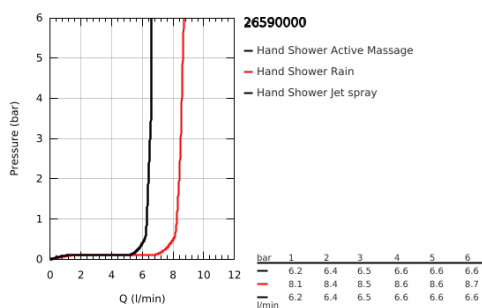 26590000
Hand Shower Active Massage
Hand Shower Rain
Hand Shower Jet spray
Pressure (bar)
6
5
4
3
2
1
0
0 2 4 6 8 10 12
Q (l/min)
bar 1 2 3 4 5 6
6.2 6.4 6.5 6.6 6.6 6.6
8.1 8.4 8.5 8.6 8.6 8.7
6.2 6.4 6.5 6.6 6.6 6.6
l/min